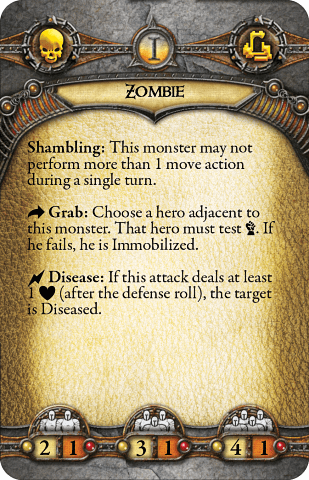 I
Zombie
Shambling: This monster may not
perform more than 1 move action
during a single turn.
Grab: Choose a hero adjacent to
this monster. That hero must test . If
he fails, he is Immobilized.
Disease: If this attack deals at least
1 (after the defense roll), the target
is Diseased.
2 1 3 1 4 1